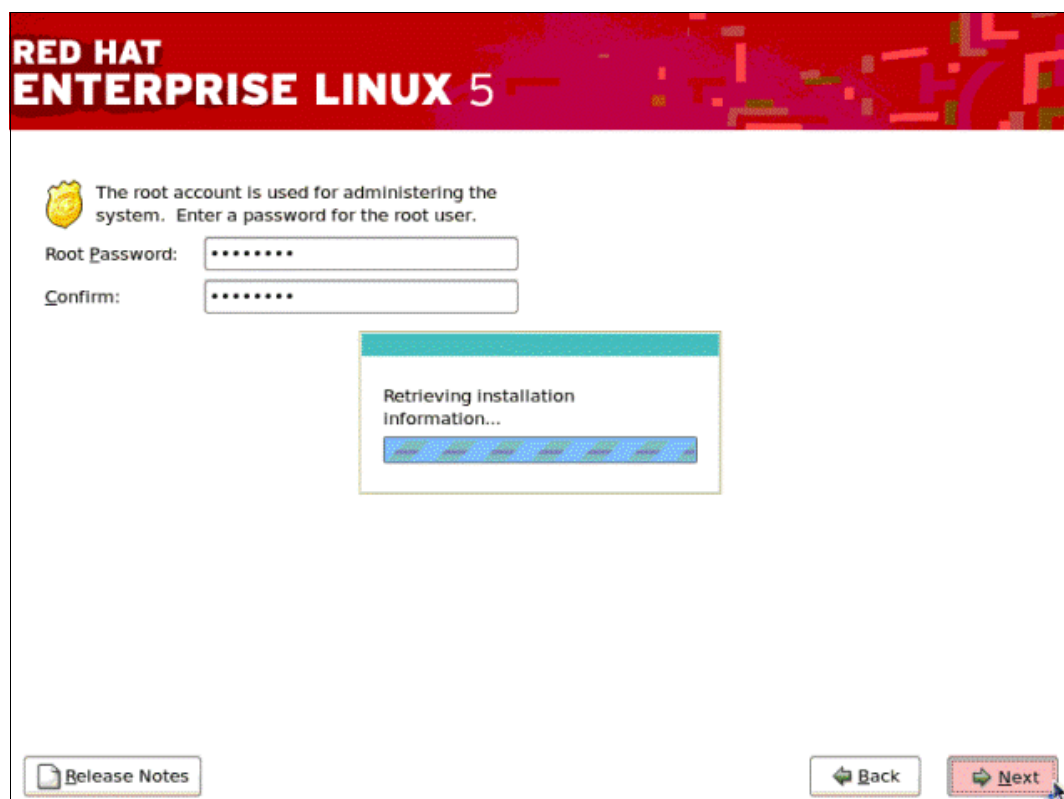 RED HAT
ENTERPRISE LINUX 5
The root account is used for administering the
system. Enter a password for the root user.
Root Password: ••••••••
Confirm: ••••••••
Retrieving installation
information...
Release Notes
Back
Next